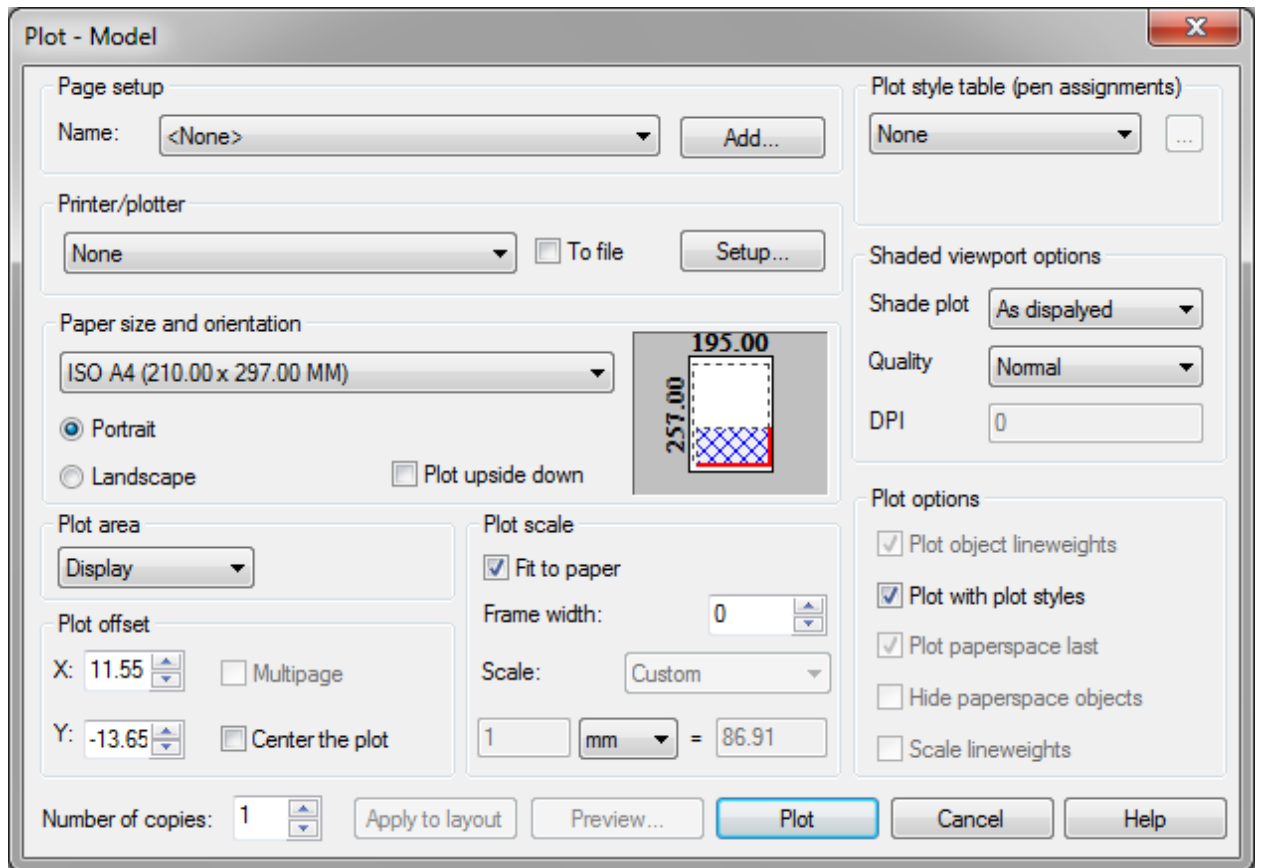 Plot - Model
Page setup
Name: <None> Add...
Plot style table (pen assignments)
None ...
Printer/plotter
None To file Setup...
Shaded viewport options
Shade plot As dispalyed
Quality Normal
DPI 0
Paper size and orientation
ISO A4 (210.00 x 297.00 MM)
Portrait
Landscape Plot upside down
195.00
257.00
Plot area
Display
Plot scale
Fit to paper
Frame width: 0
Scale: Custom
1 mm = 86.91
Plot offset
X: 11.55 Multipage
Y: -13.65 Center the plot
Plot options
Plot object lineweights
Plot with plot styles
Plot paperspace last
Hide paperspace objects
Scale lineweights
Number of copies: 1 Apply to layout Preview... Plot Cancel Help